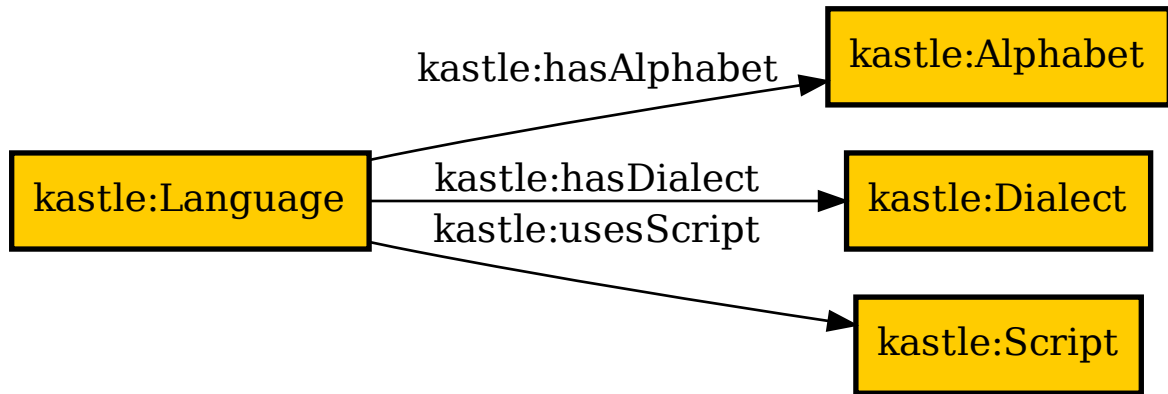 kastle:hasAlphabet
kastle:Alphabet
kastle:Language
kastle:hasDialect
kastle:Dialect
kastle:usesScript
kastle:Script